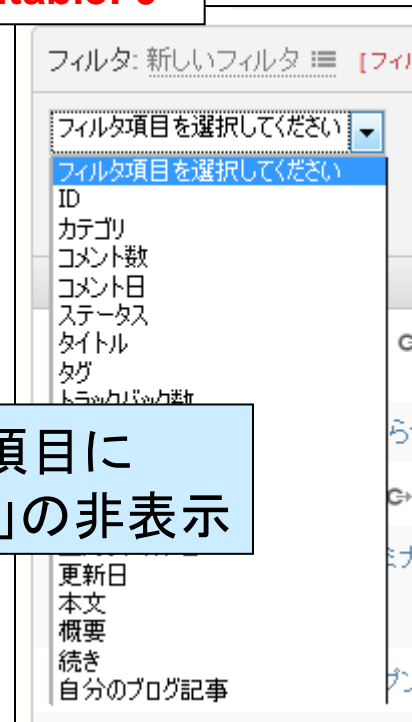 フィルタ: 新しいフィルタ [フィル
フィルタ項目を選択してください
フィルタ項目を選択してください
ID
カテゴリ
コメント数
コメント日
ステータス
タイトル
タグ
トラックバック数
項目に
」の非表示
更新日
本文
概要
続き
自分のブログ記事